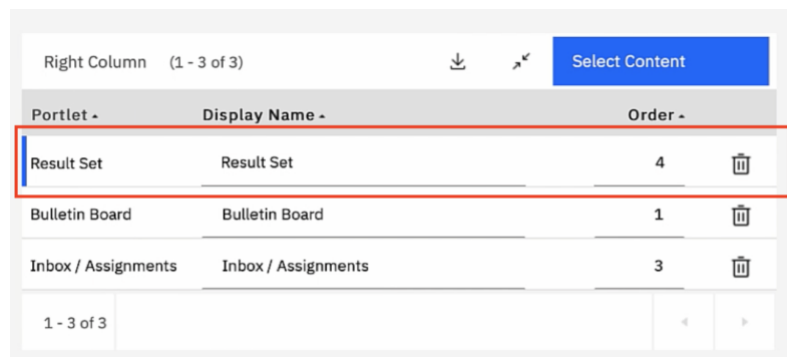 Right Column (1 - 3 of 3) Select Content
Portlet Display Name Order
Result Set Result Set 4
Bulletin Board Bulletin Board 1
Inbox / Assignments Inbox / Assignments 3
1 - 3 of 3